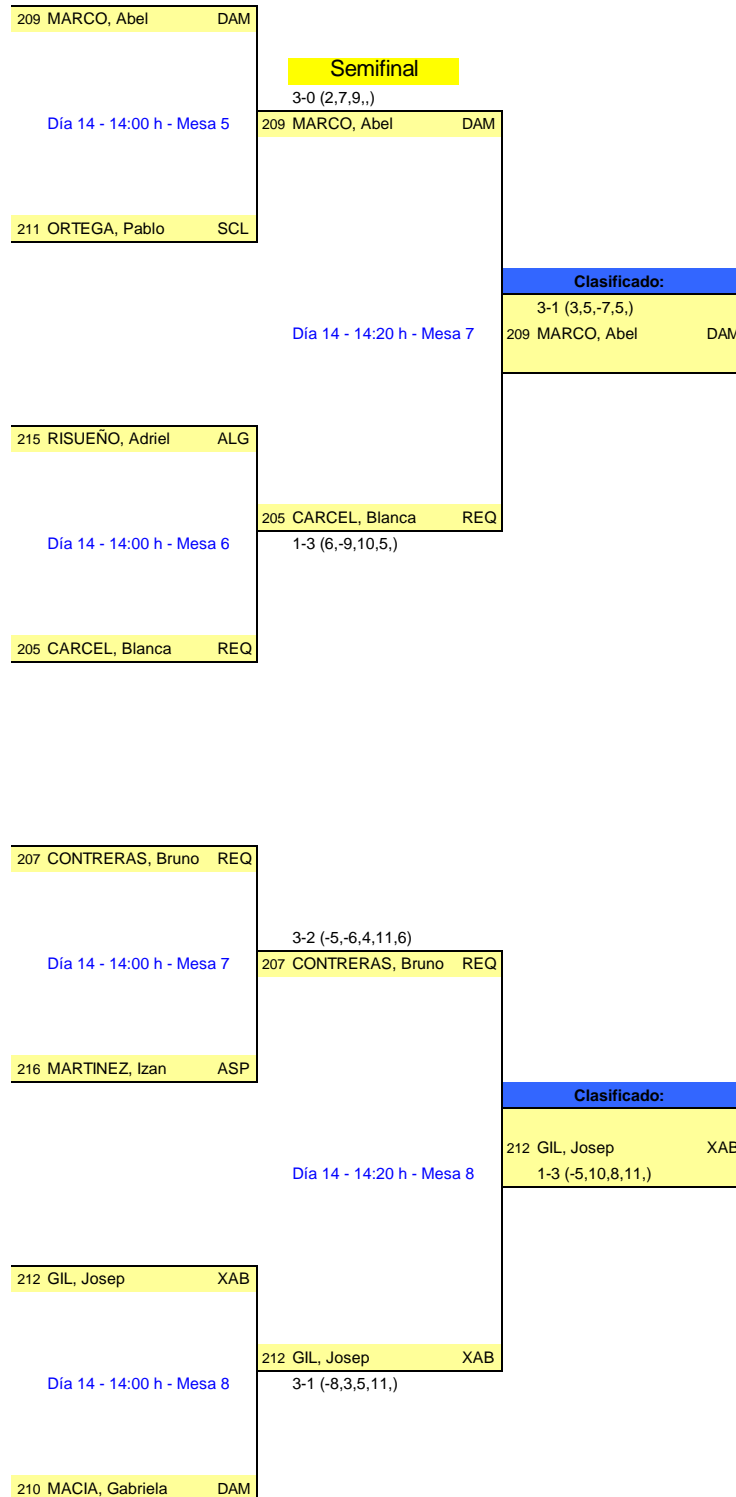 209 MARCO, Abel DAM
Semifinal
3-0 (2,7,9,,)
Día 14 - 14:00 h - Mesa 5
209 MARCO, Abel DAM
211 ORTEGA, Pablo SCL
Clasificado:
3-1 (3,5,-7,5,)
Día 14 - 14:20 h - Mesa 7
209 MARCO, Abel DAM
215 RISUEÑO, Adriel ALG
205 CARCEL, Blanca REQ
Día 14 - 14:00 h - Mesa 6
1-3 (6,-9,10,5,)
205 CARCEL, Blanca REQ
207 CONTRERAS, Bruno REQ
3-2 (-5,-6,4,11,6)
Día 14 - 14:00 h - Mesa 7
207 CONTRERAS, Bruno REQ
216 MARTINEZ, Izan ASP
Clasificado:
212 GIL, Josep XAB
Día 14 - 14:20 h - Mesa 8
1-3 (-5,10,8,11,)
212 GIL, Josep XAB
212 GIL, Josep XAB
Día 14 - 14:00 h - Mesa 8
3-1 (-8,3,5,11,)
210 MACIA, Gabriela DAM